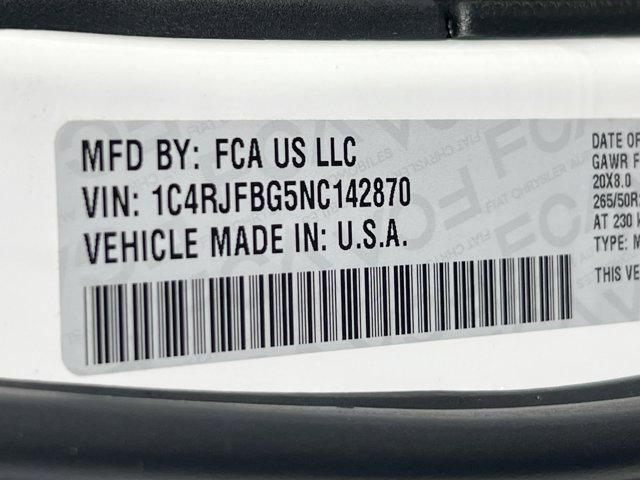 MFD BY: FCA US LLC
VIN: 1C4RJFBG5NC142870
VEHICLE MADE IN: U.S.A.
DATE OF
GAWR F
20X8.0
265/50R
AT 230
TYPE: M
THIS VE